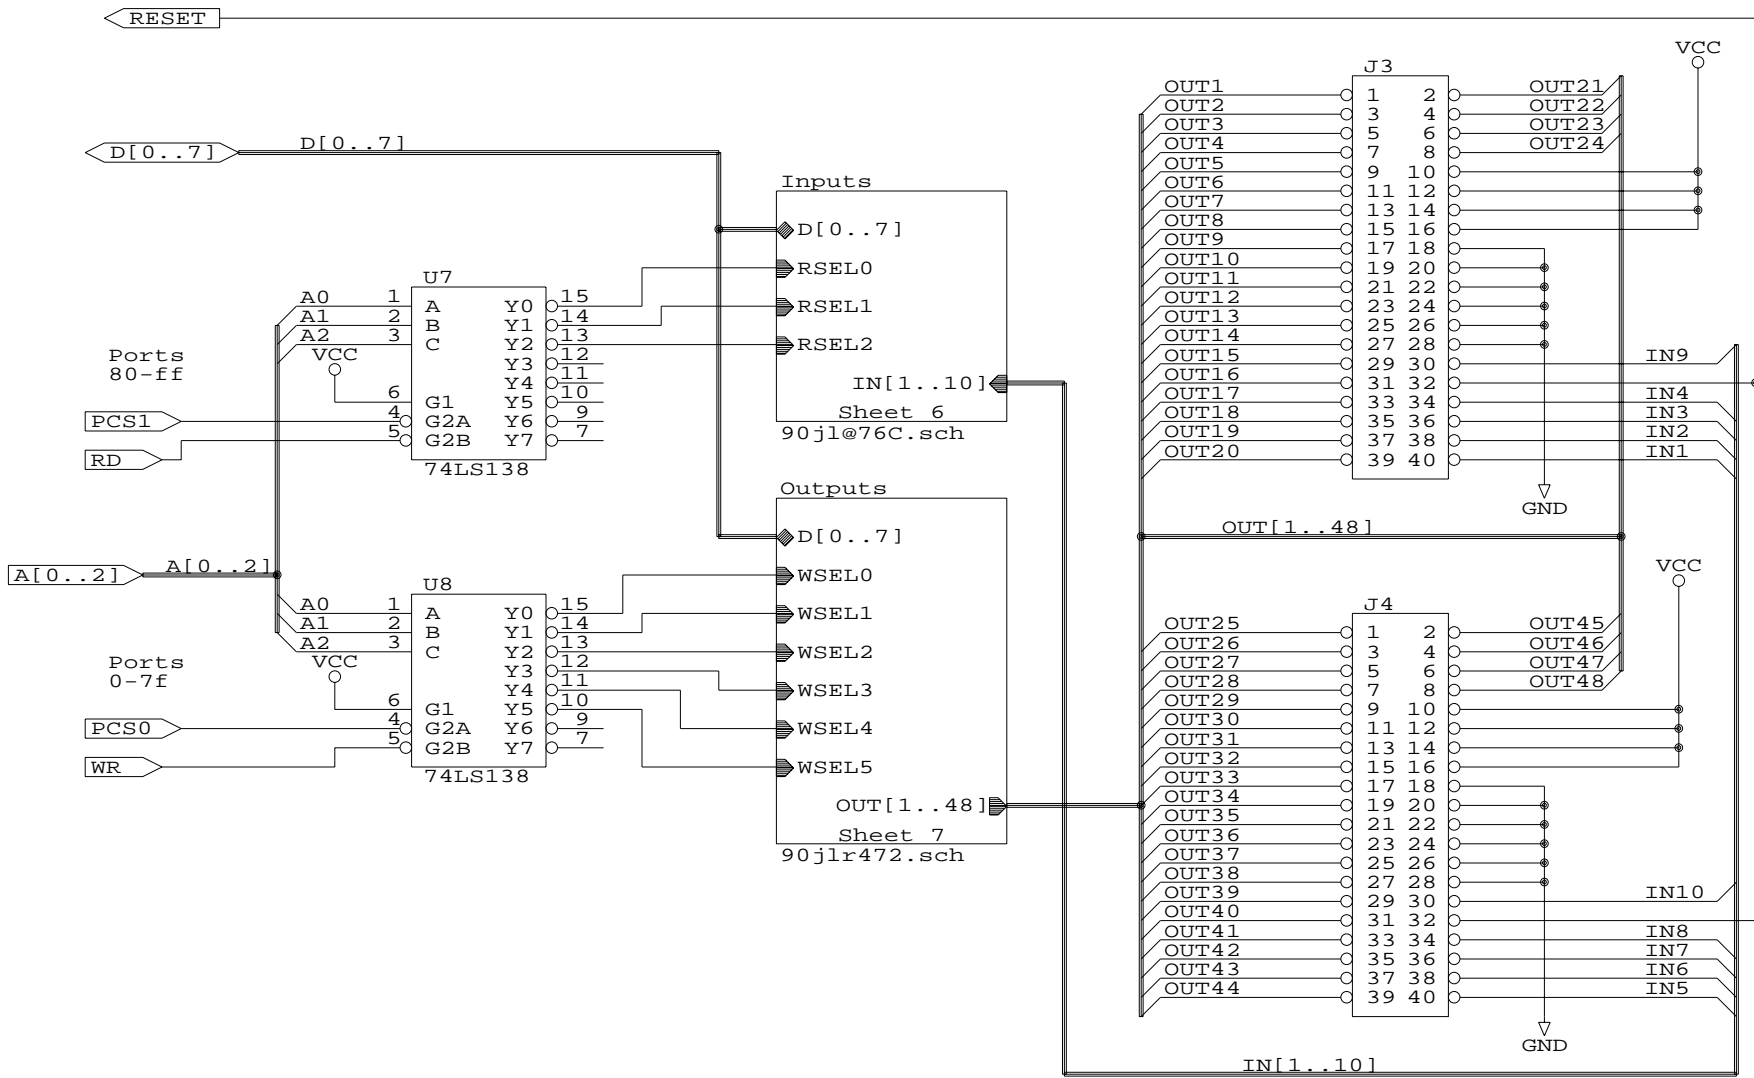 RESET
D[0..7]
D[0..7]
Inputs
D[0..7]
RSEL0
RSEL1
RSEL2
IN[1..10]
Sheet 6
90jl@76C.sch
Ports
80-ff
PCS1
RD
U7
A0 1 A Y0 15
A1 2 B Y1 14
A2 3 C Y2 13
VCC Y3 12
Y4 11
6 G1 Y5 10
4 G2A Y6 9
5 G2B Y7 7
74LS138
A[0..2]
A[0..2]
Ports
0-7f
PCS0
WR
U8
A0 1 A Y0 15
A1 2 B Y1 14
A2 3 C Y2 13
VCC Y3 12
Y4 11
6 G1 Y5 10
4 G2A Y6 9
5 G2B Y7 7
74LS138
Outputs
D[0..7]
WSEL0
WSEL1
WSEL2
WSEL3
WSEL4
WSEL5
OUT[1..48]
Sheet 7
90jlr472.sch
VCC
J3
OUT1 1 2 OUT21
OUT2 3 4 OUT22
OUT3 5 6 OUT23
OUT4 7 8 OUT24
OUT5 9 10
OUT6 11 12
OUT7 13 14
OUT8 15 16
OUT9 17 18
OUT10 19 20
OUT11 21 22
OUT12 23 24
OUT13 25 26
OUT14 27 28
OUT15 29 30 IN9
OUT16 31 32
OUT17 33 34 IN4
OUT18 35 36 IN3
OUT19 37 38 IN2
OUT20 39 40 IN1
GND
OUT[1..48]
VCC
J4
OUT25 1 2 OUT45
OUT26 3 4 OUT46
OUT27 5 6 OUT47
OUT28 7 8 OUT48
OUT29 9 10
OUT30 11 12
OUT31 13 14
OUT32 15 16
OUT33 17 18
OUT34 19 20
OUT35 21 22
OUT36 23 24
OUT37 25 26
OUT38 27 28
OUT39 29 30 IN10
OUT40 31 32
OUT41 33 34 IN8
OUT42 35 36 IN7
OUT43 37 38 IN6
OUT44 39 40 IN5
GND
IN[1..10]